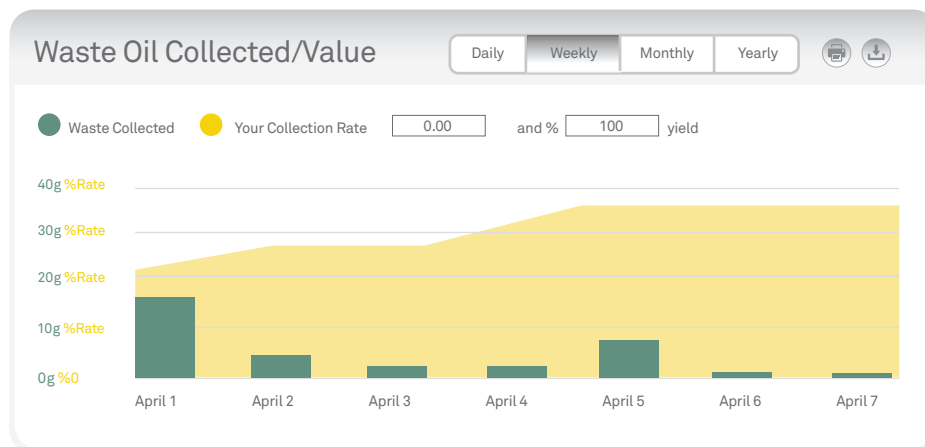 Waste Oil Collected/Value
Daily Weekly Monthly Yearly
Waste Collected Your Collection Rate 0.00 and % 100 yield
40g %Rate
30g %Rate
20g %Rate
10g %Rate
0g %0
April 1 April 2 April 3 April 4 April 5 April 6 April 7